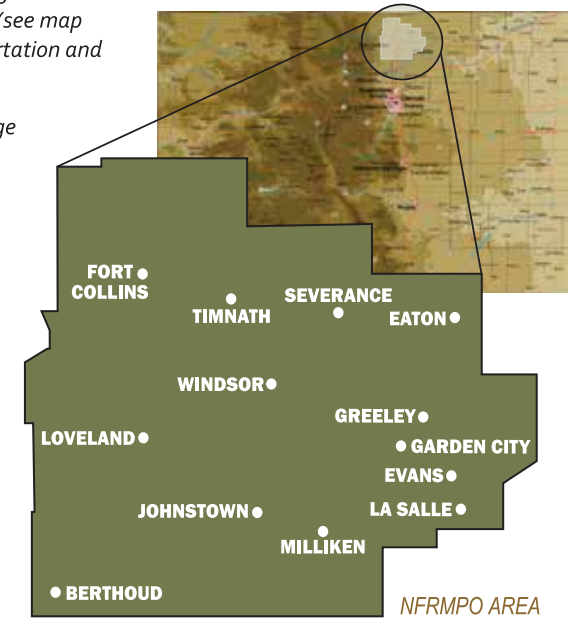 (see map
rtation and
ge
FORT
COLLINS
TIMNATH
SEVERANCE
EATON
WINDSOR
GREELEY
LOVELAND
GARDEN CITY
EVANS
JOHNSTOWN
LA SALLE
MILLIKEN
BERTHOUD
NFRMPO AREA